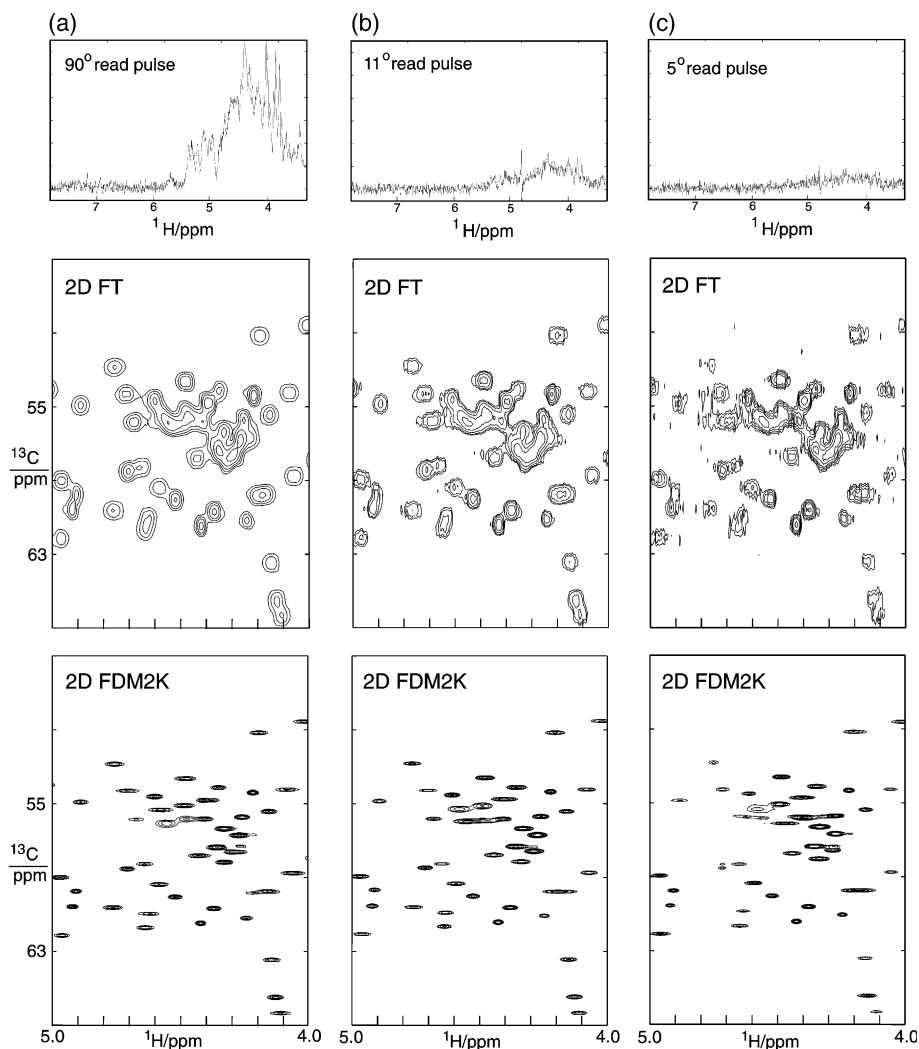 (a) (b) (c)
90° read pulse 11° read pulse 5° read pulse
7 6 5 4 7 6 5 4 7 6 5 4
¹H/ppm ¹H/ppm ¹H/ppm
2D FT 2D FT 2D FT
55
¹³C
ppm
63
2D FDM2K 2D FDM2K 2D FDM2K
55
¹³C
ppm
63
5.0 ¹H/ppm 4.0 5.0 ¹H/ppm 4.0 5.0 ¹H/ppm 4.0